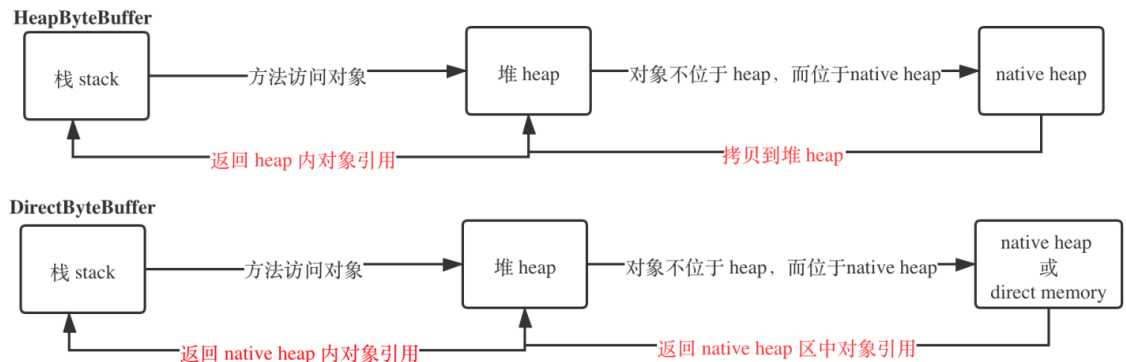 HeapByteBuffer
栈 stack
方法访问对象
堆 heap
对象不位于 heap，而位于native heap
native heap
返回 heap 内对象引用
拷贝到堆 heap
DirectByteBuffer
栈 stack
方法访问对象
堆 heap
对象不位于 heap，而位于native heap
native heap
或
direct memory
返回 native heap 内对象引用
返回 native heap 区中对象引用